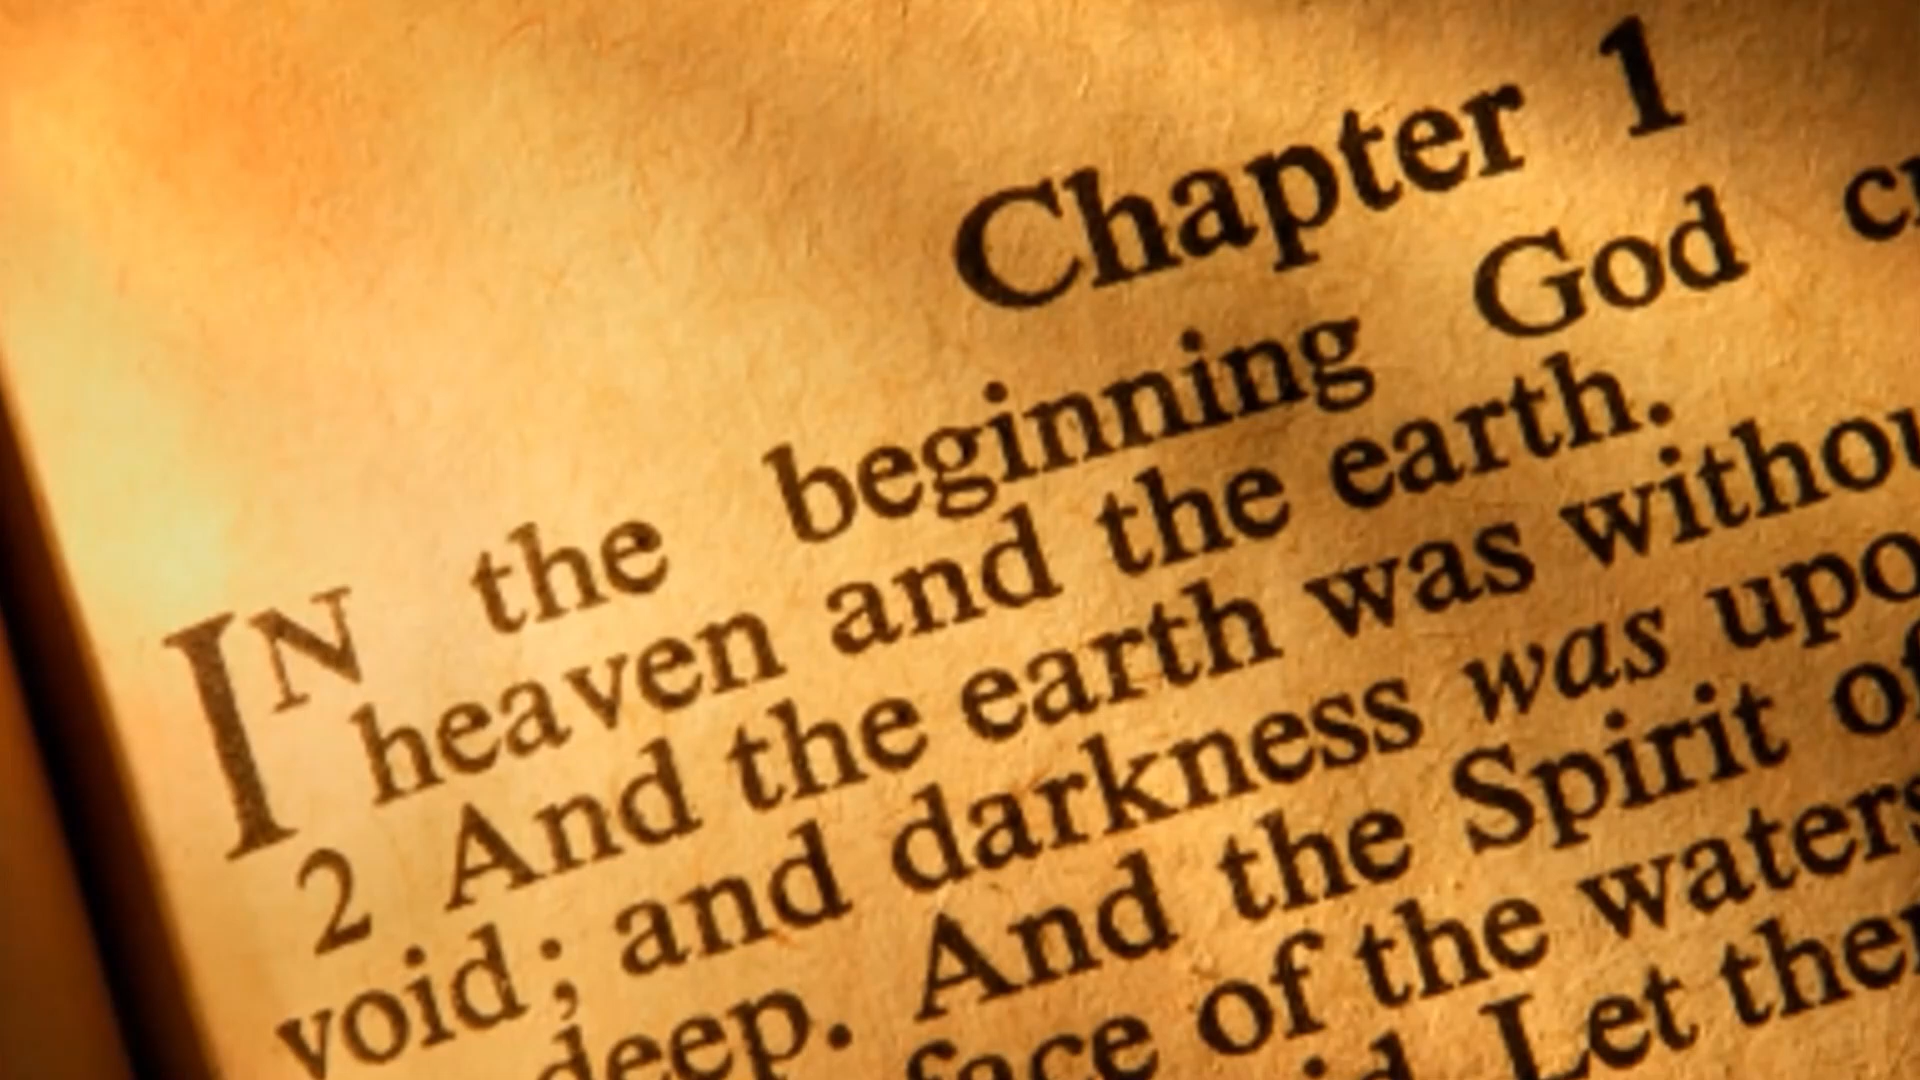 Chapter 1
IN the beginning God
heaven and the earth.
2 And the earth was
void; and darkness was
deep. And the Spirit of
face of the waters
Let